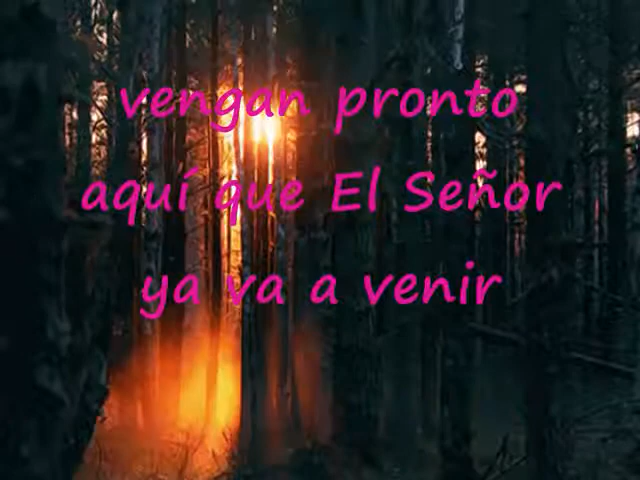 vengan pronto
aquí que El Señor
ya va a venir